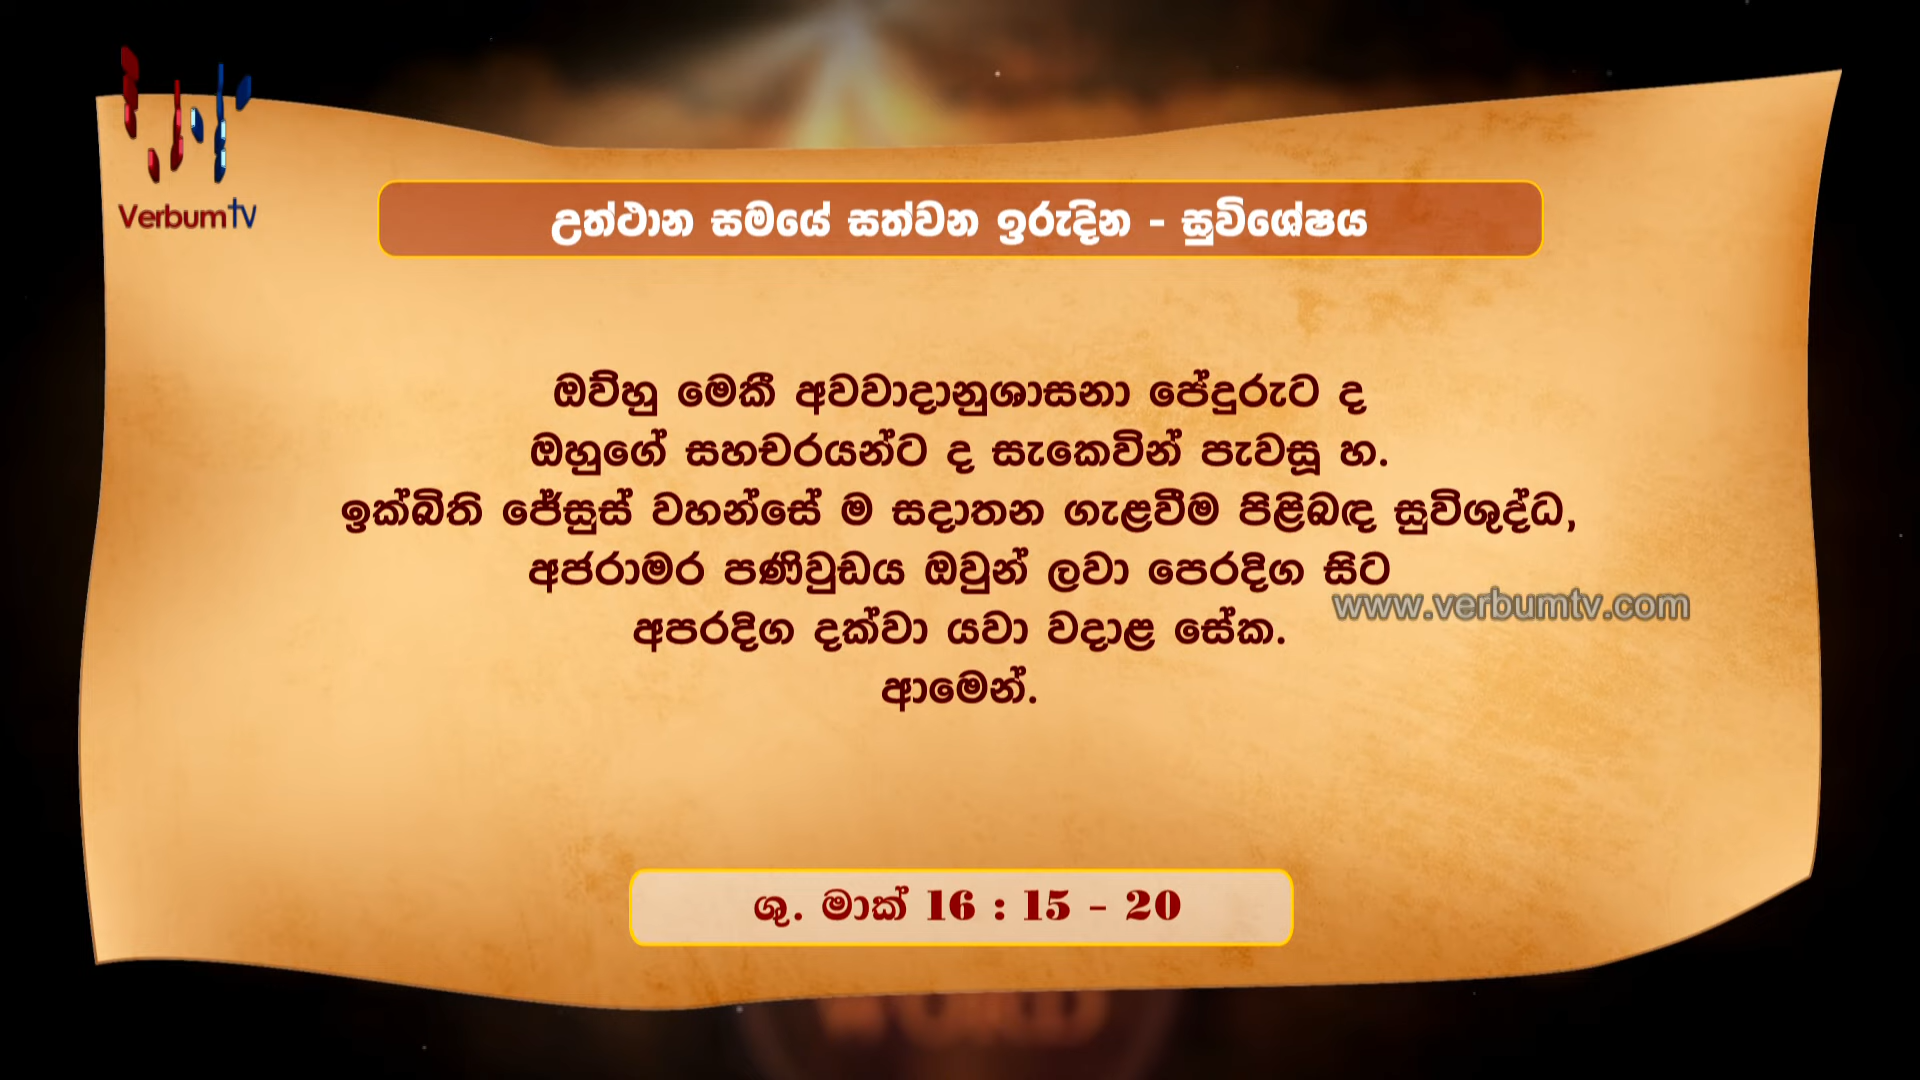 VerbumTV
උත්ථාන සමයේ සත්වන ඉරුදින - සුවිශේෂය
ඔව්හු මෙකී අවවාදානුශාසනා පේදුරුට ද
ඔහුගේ සහචරයන්ට ද සැකෙවින් පැවසූ හ.
ඉක්බිති ජේසුස් වහන්සේ ම සදාතන ගැළවීම පිළිබඳ සුවිශුද්ධ,
අජරාමර පණිවුඩය ඔවුන් ලවා පෙරදිග සිට
www.verbumtv.com
අපරදිග දක්වා යවා වදාළ සේක.
ආමෙන්.
ශු. මාක් 16 : 15 - 20